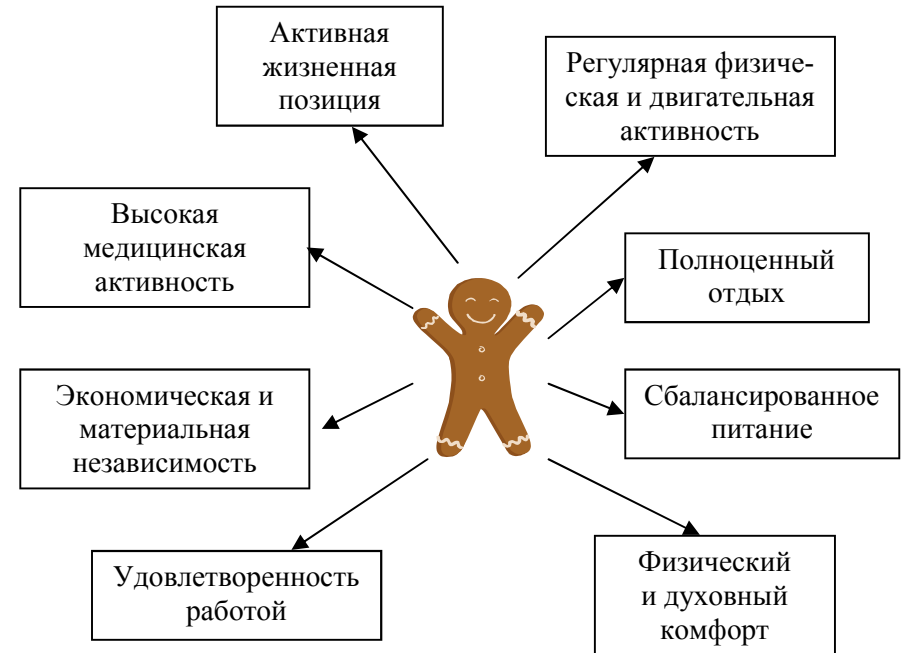 Активная
жизненная
позиция
Регулярная физиче-
ская и двигательная
активность
Высокая
медицинская
активность
Полноценный
отдых
Экономическая и
материальная
независимость
Сбалансированное
питание
Удовлетворенность
работой
Физический
и духовный
комфорт